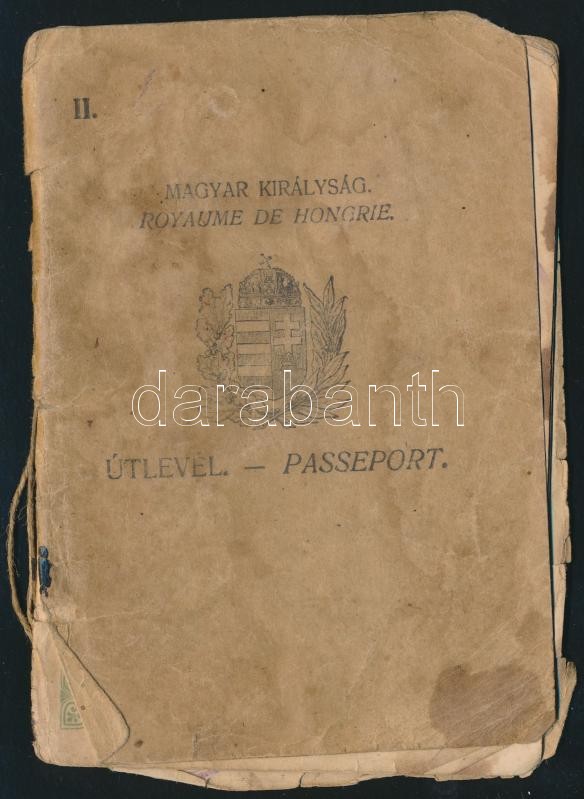 II.
MAGYAR KIRÁLYSÁG.
ROYAUME DE HONGRIE.
darabanth
ÚTLEVÉL. — PASSEPORT.